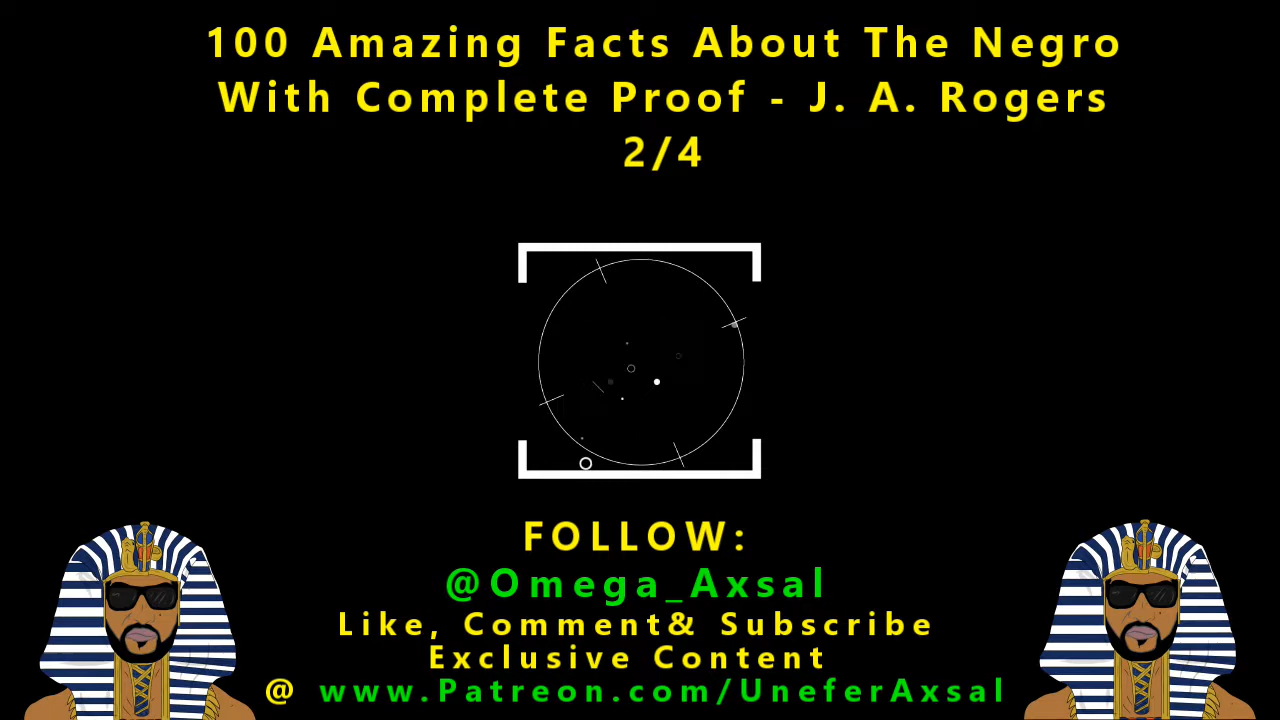 100 Amazing Facts About The Negro
With Complete Proof - J. A. Rogers
2/4
FOLLOW:
@Omega_Axsal
Like, Comment& Subscribe
Exclusive Content
@ www.Patreon.com/UneferAxsal